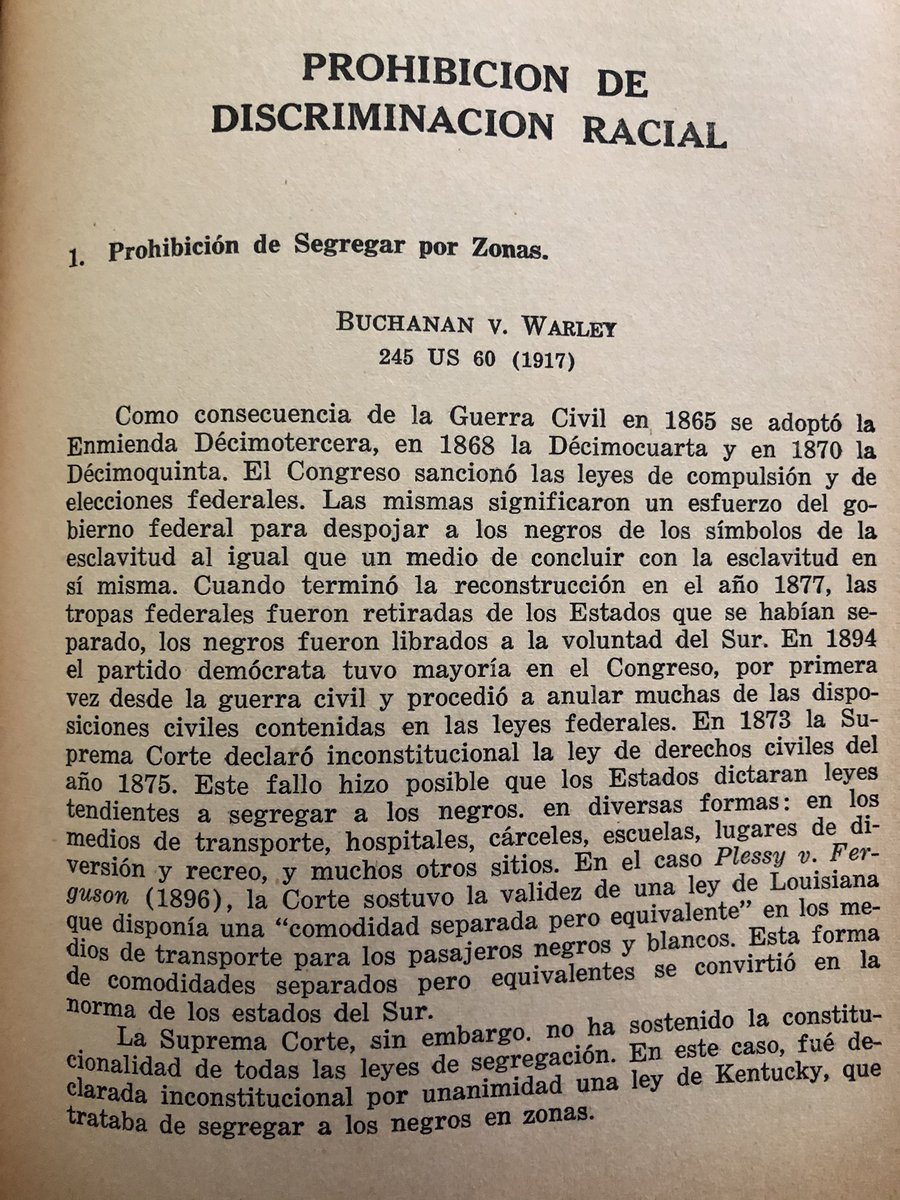 PROHIBICION DE
DISCRIMINACION RACIAL
1. Prohibición de Segregar por Zonas.
BUCHANAN V. WARLEY
245 US 60 (1917)
Como consecuencia de la Guerra Civil en 1865 se adoptó la
Enmienda Décimotercera, en 1868 la Décimocuarta y en 1870 la
Décimoquinta. El Congreso sancionó las leyes de compulsión y de
elecciones federales. Las mismas significaron un esfuerzo del go-
bierno federal para despojar a los negros de los símbolos de la
esclavitud al igual que un medio de concluir con la esclavitud en
sí misma. Cuando terminó la reconstrucción en el año 1877, las
tropas federales fueron retiradas de los Estados que se habían se-
parado, los negros fueron librados a la voluntad del Sur. En 1894
el partido demócrata tuvo mayoría en el Congreso, por primera
vez desde la guerra civil y procedió a anular muchas de las dispo-
siciones civiles contenidas en las leyes federales. En 1873 la Su-
prema Corte declaró inconstitucional la ley de derechos civiles del
año 1875. Este fallo hizo posible que los Estados dictaran leyes
tendientes a segregar a los negros. en diversas formas: en los
medios de transporte, hospitales, cárceles, escuelas, lugares de di-
versión y recreo, y muchos otros sitios. En el caso Plessy v. Fer-
guson (1896), la Corte sostuvo la validez de una ley de Louisiana
que disponía una "comodidad separada pero equivalente" en los me-
dios de transporte para los pasajeros negros y blancos. Esta forma
de comodidades separados pero equivalentes se convirtió en la
norma de los estados del Sur.
La Suprema Corte, sin embargo. no ha sostenido la constitu-
cionalidad de todas las leyes de segregación. En este caso, fué de-
clarada inconstitucional por unanimidad una ley de Kentucky, que
trataba de segregar a los negros en zonas.